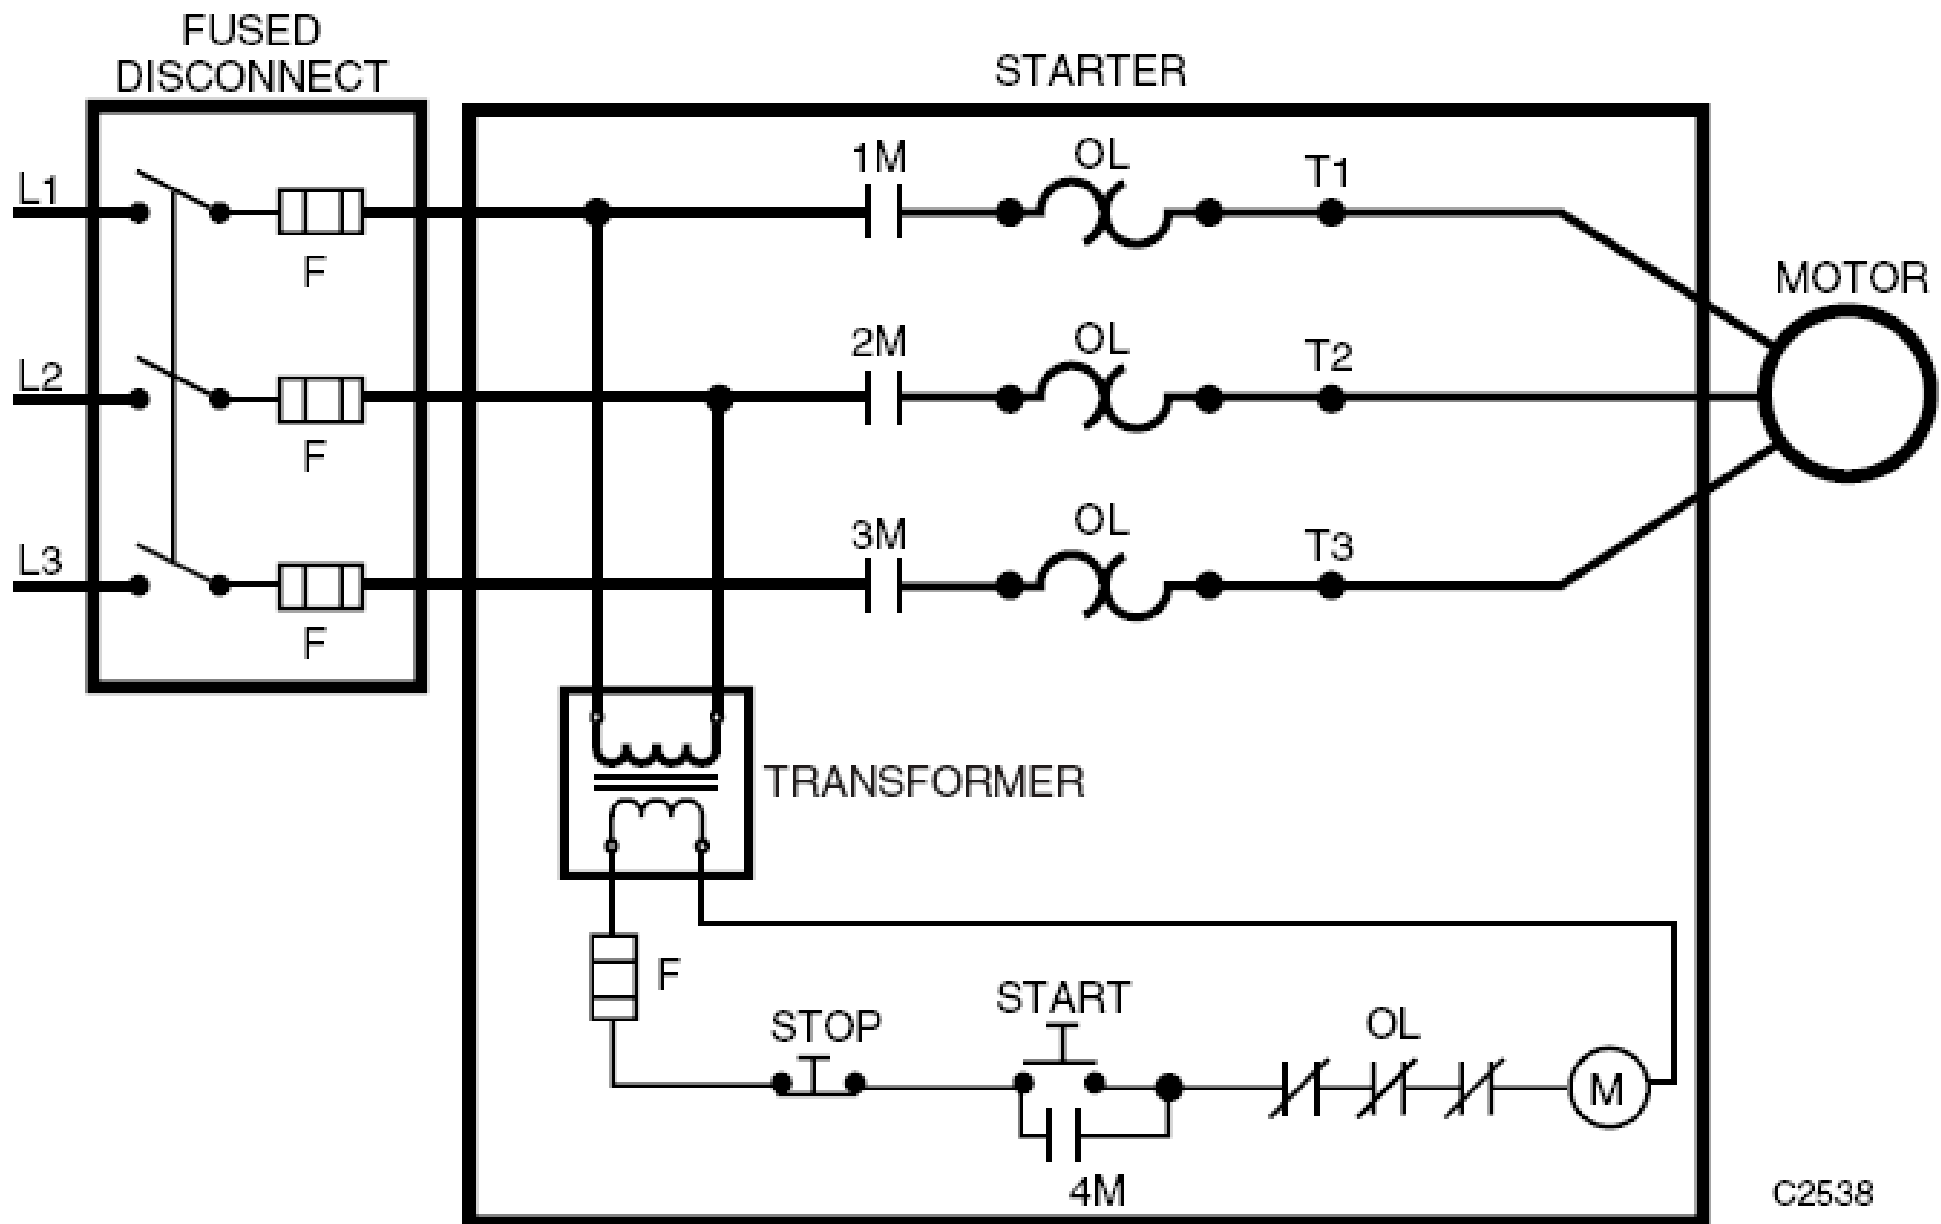 FUSED
DISCONNECT
STARTER
L1
F
1M
OL
T1
MOTOR
L2
F
2M
OL
T2
L3
F
3M
OL
T3
TRANSFORMER
F
STOP
START
OL
M
4M
C2538